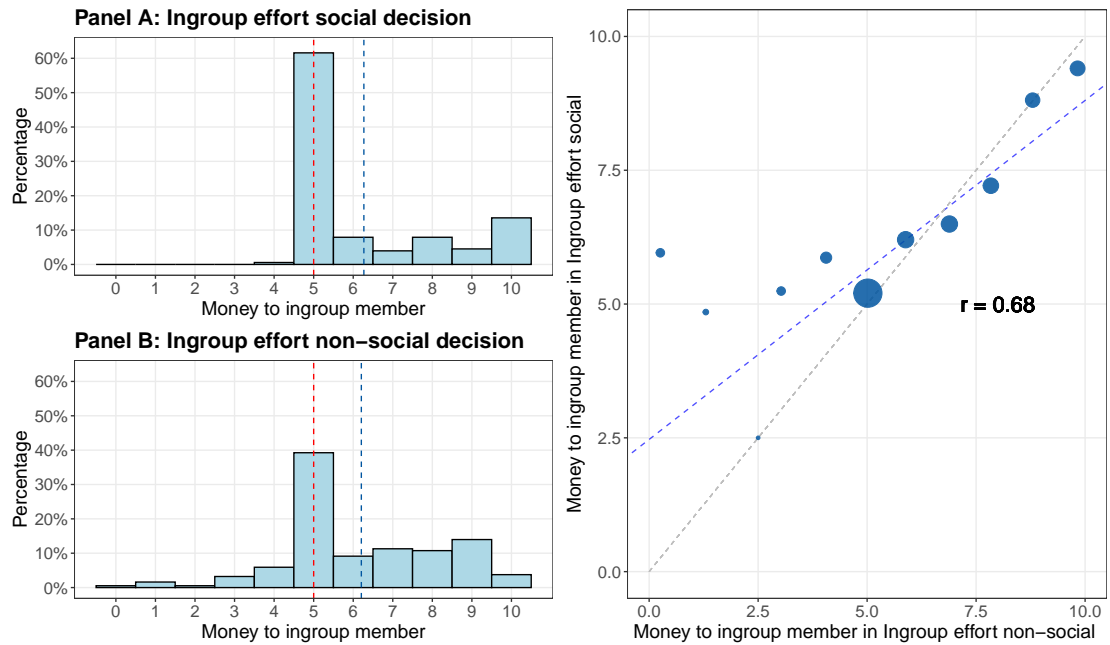 Panel A: Ingroup effort social decision
Percentage
60%
50%
40%
30%
20%
10%
0%
0 1 2 3 4 5 6 7 8 9 10
Money to ingroup member
Panel B: Ingroup effort non−social decision
Percentage
60%
50%
40%
30%
20%
10%
0%
0 1 2 3 4 5 6 7 8 9 10
Money to ingroup member
Money to ingroup member in Ingroup effort social
10.0
7.5
5.0
2.5
0.0
r = 0.68
0.0 2.5 5.0 7.5 10.0
Money to ingroup member in Ingroup effort non−social